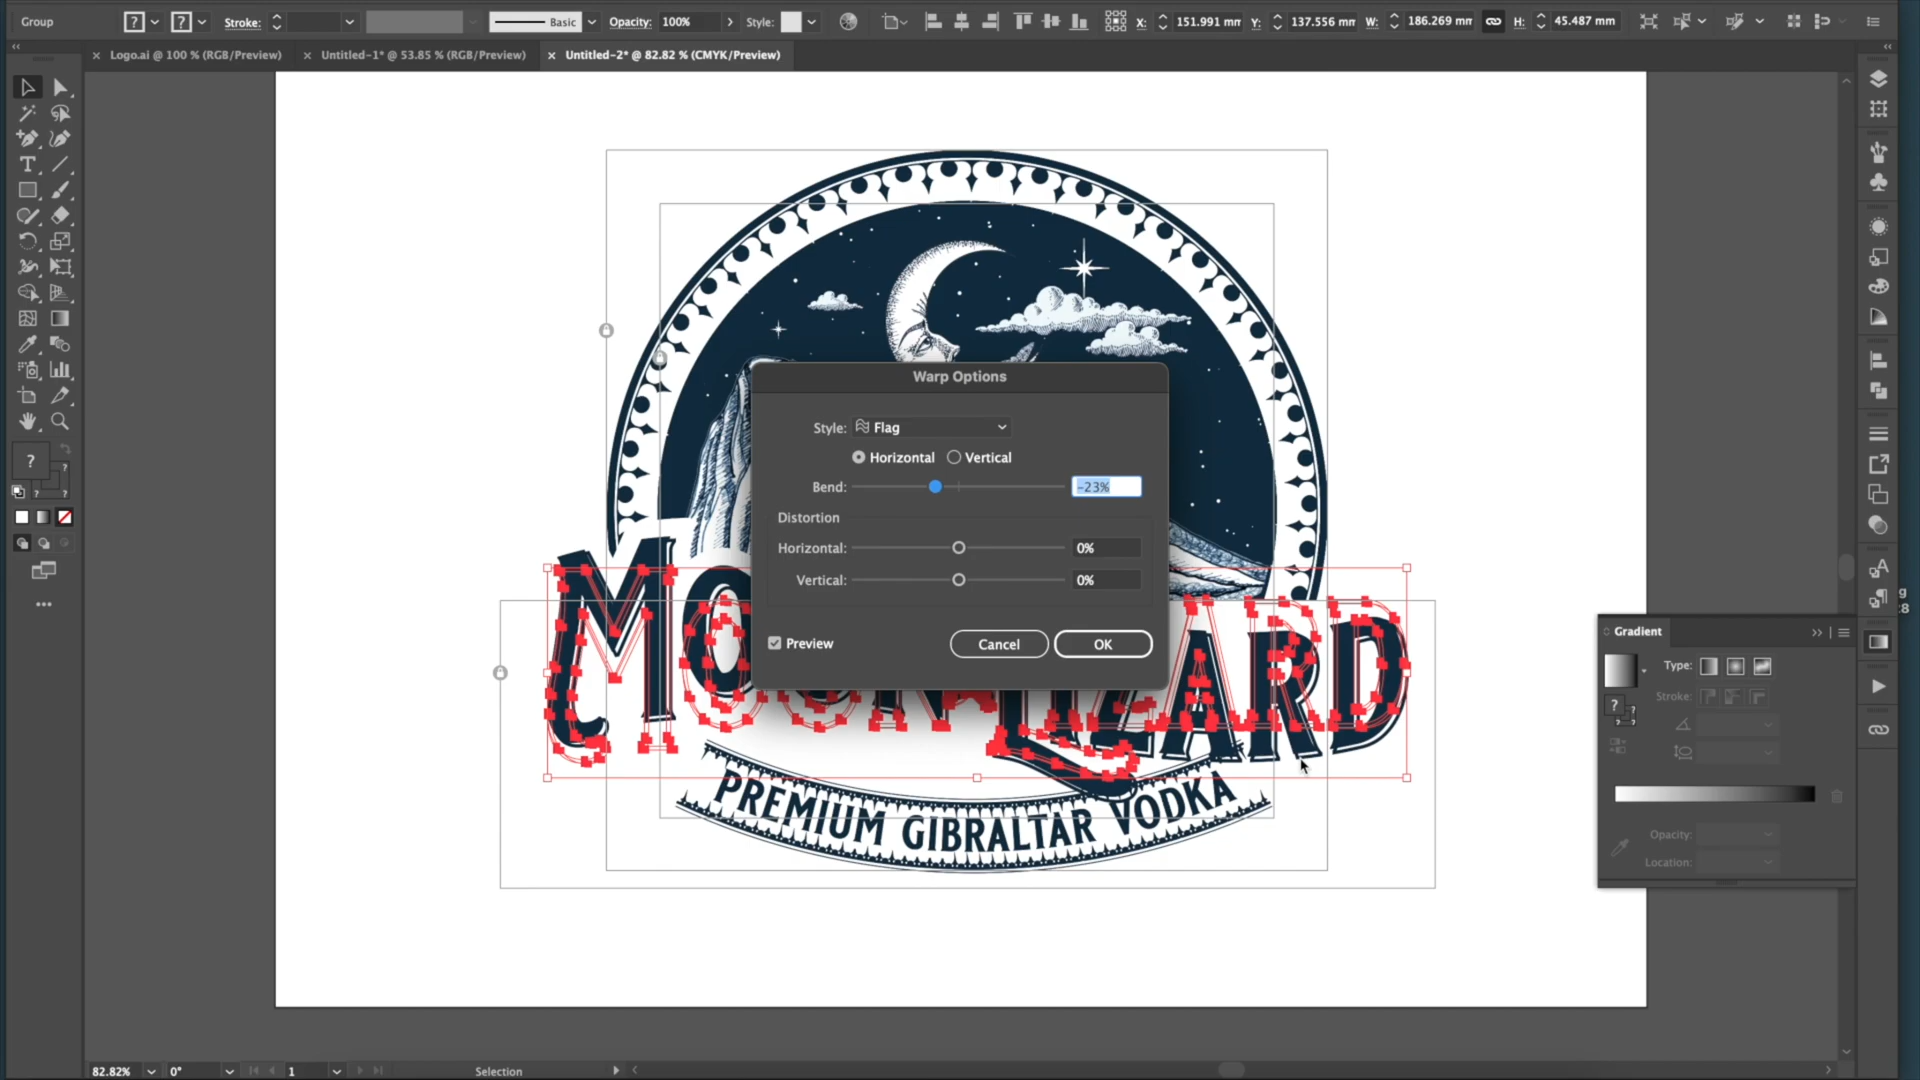 Group
Stroke:
Basic
Opacity: 100%
Style:
X: 151.991 mm
Y: 137.556 mm
W: 186.269 mm
H: 45.487 mm
Logo.ai @ 100 % (RGB/Preview)
Untitled-1* @ 53.85 % (RGB/Preview)
Untitled-2* @ 82.82 % (CMYK/Preview)
Warp Options
Style: Flag
Horizontal
Vertical
Bend: -23%
Distortion
Horizontal: 0%
Vertical: 0%
Preview
Cancel
OK
PREMIUM GIBRALTAR VODKA
Gradient
Type:
Stroke:
Opacity:
Location:
82.82%
0°
1
Selection